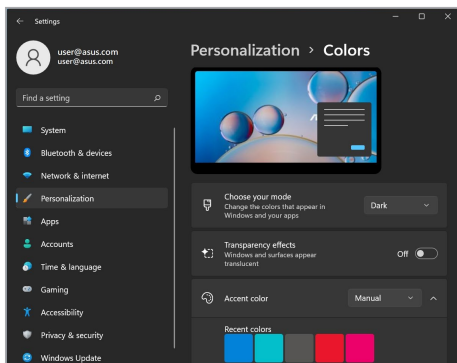 Settings
user@asus.com
user@asus.com
Find a setting
System
Bluetooth & devices
Network & internet
Personalization
Apps
Accounts
Time & language
Gaming
Accessibility
Privacy & security
Windows Update
Personalization > Colors
Choose your mode
Change the colors that appear in
Windows and your apps
Dark
Transparency effects
Windows and surfaces appear
translucent
Off
Accent color
Manual
Recent colors